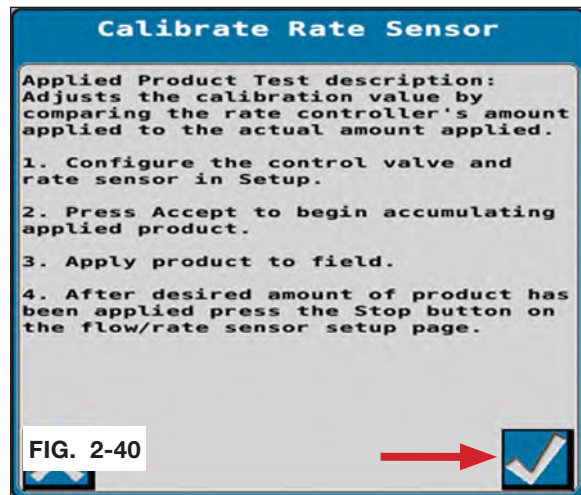 Calibrate Rate Sensor
Applied Product Test description:
Adjusts the calibration value by
comparing the rate controller's amount
applied to the actual amount applied.
1. Configure the control valve and
rate sensor in Setup.
2. Press Accept to begin accumulating
applied product.
3. Apply product to field.
4. After desired amount of product has
been applied press the Stop button on
the flow/rate sensor setup page.
FIG. 2-40